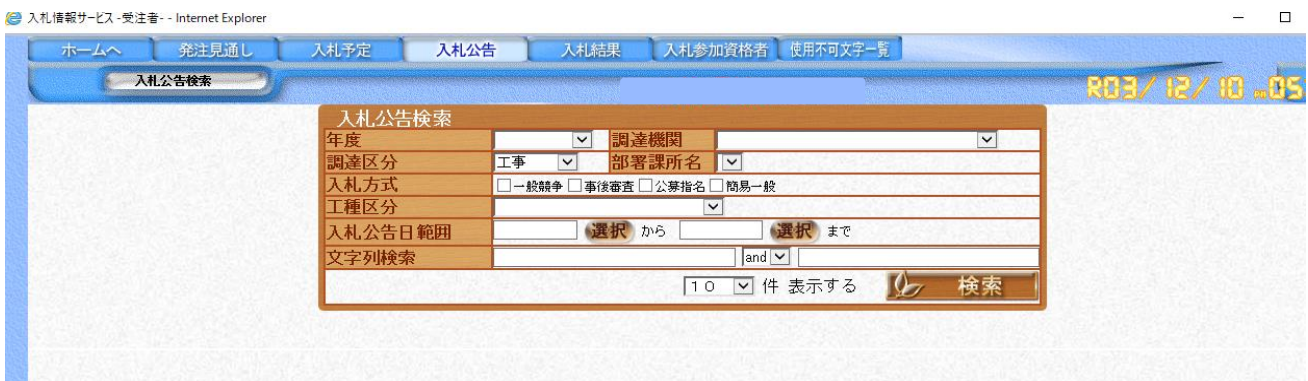 入札情報サービス -受注者- - Internet Explorer
ホームへ 発注見通し 入札予定 入札公告 入札結果 入札参加資格者 使用不可文字一覧
入札公告検索
R03/12/10 PM 05
入札公告検索
年度 調達機関
調達区分 工事 部署課所名
入札方式 一般競争 事後審査 公募指名 簡易一般
工種区分
入札公告日範囲 選択 から 選択 まで
文字列検索 and
10 件 表示する 検索